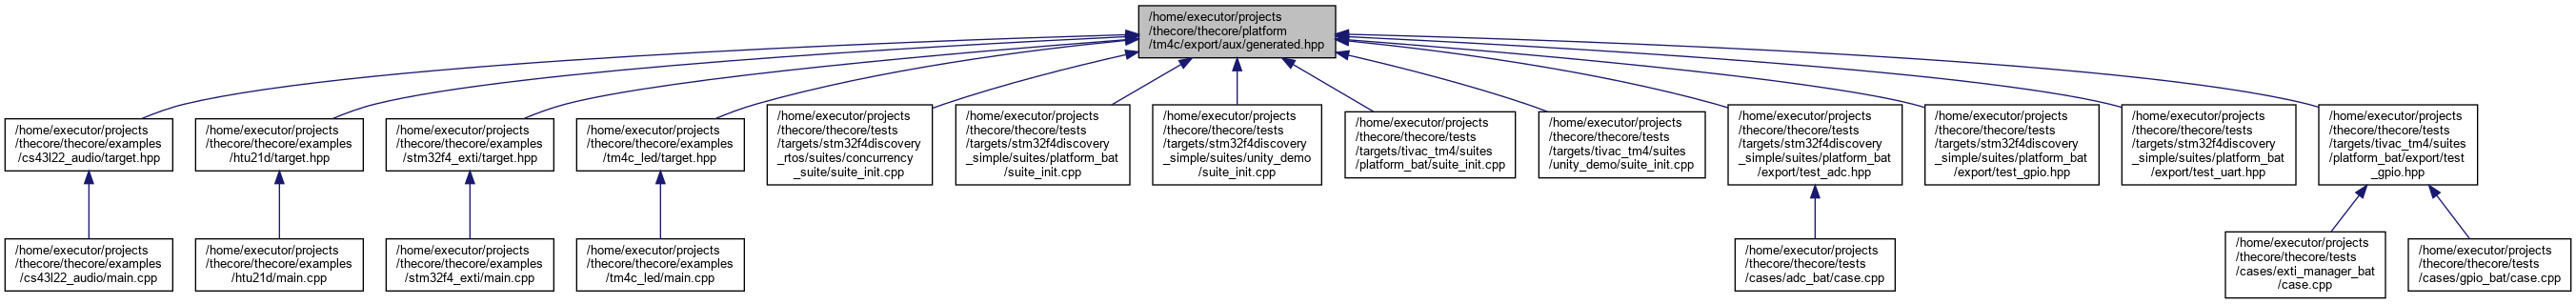 /home/executor/projects
/thecore/thecore/platform
/tm4c/export/aux/generated.hpp
/home/executor/projects
/thecore/thecore/examples
/cs43l22_audio/target.hpp
/home/executor/projects
/thecore/thecore/examples
/htu21d/target.hpp
/home/executor/projects
/thecore/thecore/examples
/stm32f4_exti/target.hpp
/home/executor/projects
/thecore/thecore/examples
/tm4c_led/target.hpp
/home/executor/projects
/thecore/thecore/tests
/targets/stm32f4discovery
_rtos/suites/concurrency
_suite/suite_init.cpp
/home/executor/projects
/thecore/thecore/tests
/targets/stm32f4discovery
_simple/suites/platform_bat
/suite_init.cpp
/home/executor/projects
/thecore/thecore/tests
/targets/stm32f4discovery
_simple/suites/unity_demo
/suite_init.cpp
/home/executor/projects
/thecore/thecore/tests
/targets/tivac_tm4/suites
/platform_bat/suite_init.cpp
/home/executor/projects
/thecore/thecore/tests
/targets/tivac_tm4/suites
/unity_demo/suite_init.cpp
/home/executor/projects
/thecore/thecore/tests
/targets/stm32f4discovery
_simple/suites/platform_bat
/export/test_adc.hpp
/home/executor/projects
/thecore/thecore/tests
/targets/stm32f4discovery
_simple/suites/platform_bat
/export/test_gpio.hpp
/home/executor/projects
/thecore/thecore/tests
/targets/stm32f4discovery
_simple/suites/platform_bat
/export/test_uart.hpp
/home/executor/projects
/thecore/thecore/tests
/targets/tivac_tm4/suites
/platform_bat/export/test
_gpio.hpp
/home/executor/projects
/thecore/thecore/examples
/cs43l22_audio/main.cpp
/home/executor/projects
/thecore/thecore/examples
/htu21d/main.cpp
/home/executor/projects
/thecore/thecore/examples
/stm32f4_exti/main.cpp
/home/executor/projects
/thecore/thecore/examples
/tm4c_led/main.cpp
/home/executor/projects
/thecore/thecore/tests
/cases/adc_bat/case.cpp
/home/executor/projects
/thecore/thecore/tests
/cases/exti_manager_bat
/case.cpp
/home/executor/projects
/thecore/thecore/tests
/cases/gpio_bat/case.cpp